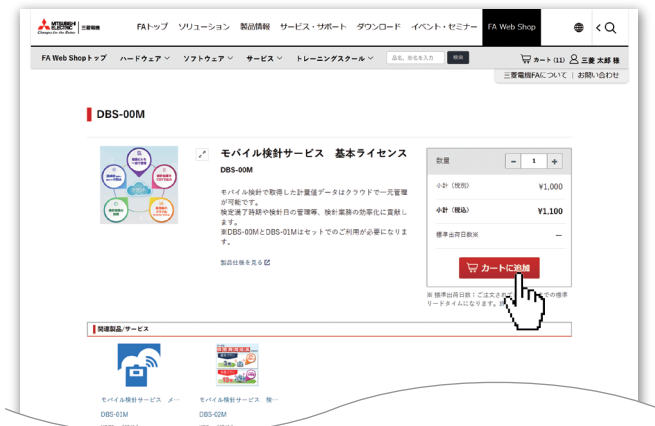 MITSUBISHI ELECTRIC
Changes for the Better
三菱電機
FAトップ ソリューション 製品情報 サービス・サポート ダウンロード イベント・セミナー FA Web Shop
FA Web Shopトップ ハードウェア ソフトウェア サービス トレーニングスクール 品名、形名を入力 検索 カート (11) 三菱 太郎 様
三菱電機FAについて | お問い合わせ
DBS-00M
モバイル検針サービス 基本ライセンス
DBS-00M
モバイル検針で取得した計量値データはクラウドで一元管理
が可能です。
検定満了時期や検針日の管理等、検針業務の効率化に貢献し
ます。
※DBS-00MとDBS-01Mはセットでのご利用が必要になりま
す。
製品仕様を見る
数量 － 1 ＋
小計 (税別) ¥1,000
小計 (税込) ¥1,100
標準出荷日数※ —
カートに追加
※ 標準出荷日数：ご注文され での標準
リードタイムになります。
関連製品/サービス
モバイル検針サービス メ…
DBS-01M
モバイル検針サービス 検…
DBS-02M